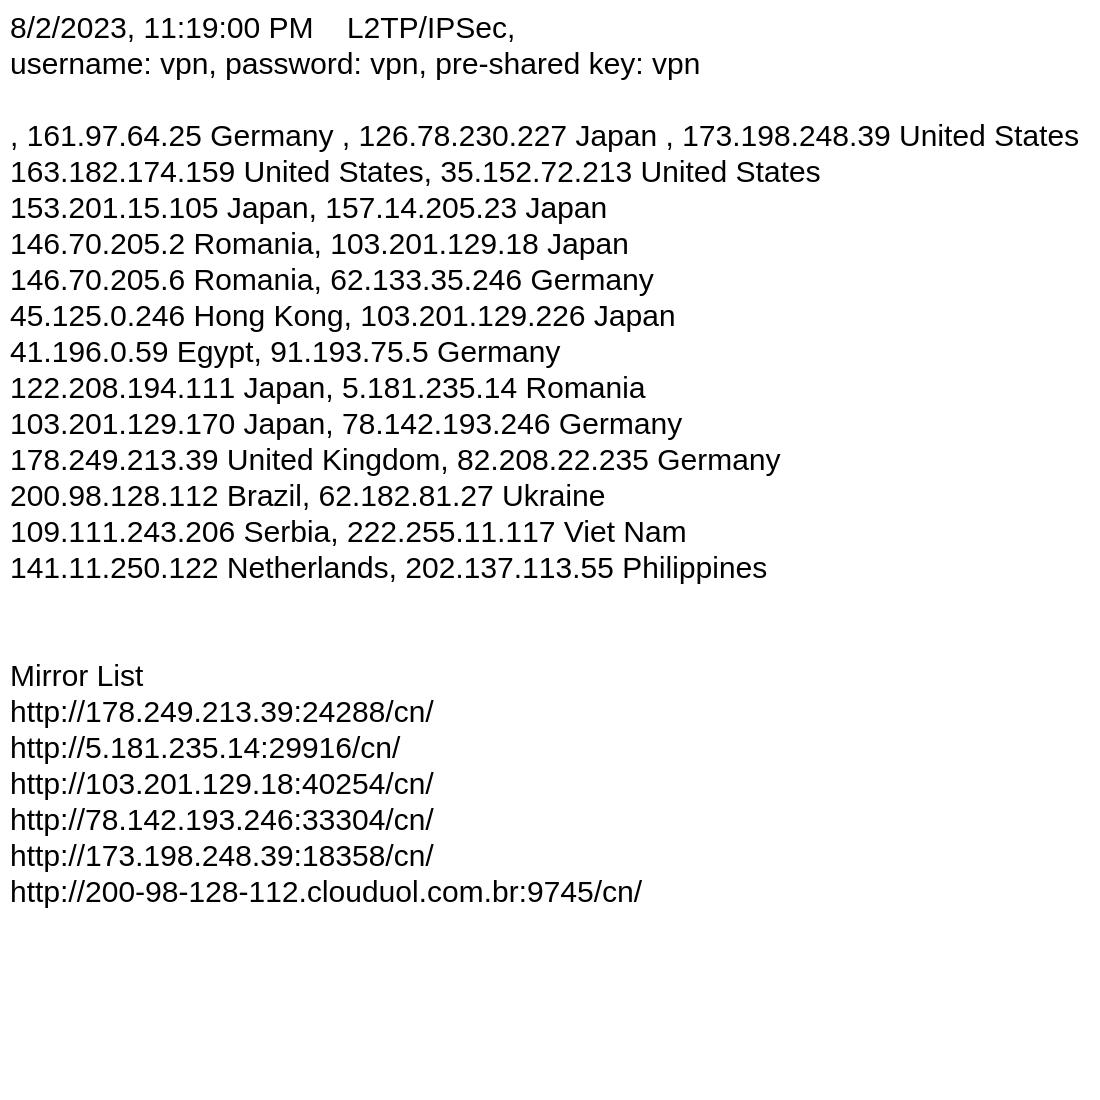 8/2/2023, 11:19:00 PM    L2TP/IPSec,
username: vpn, password: vpn, pre-shared key: vpn
, 161.97.64.25 Germany , 126.78.230.227 Japan , 173.198.248.39 United States
163.182.174.159 United States, 35.152.72.213 United States
153.201.15.105 Japan, 157.14.205.23 Japan
146.70.205.2 Romania, 103.201.129.18 Japan
146.70.205.6 Romania, 62.133.35.246 Germany
45.125.0.246 Hong Kong, 103.201.129.226 Japan
41.196.0.59 Egypt, 91.193.75.5 Germany
122.208.194.111 Japan, 5.181.235.14 Romania
103.201.129.170 Japan, 78.142.193.246 Germany
178.249.213.39 United Kingdom, 82.208.22.235 Germany
200.98.128.112 Brazil, 62.182.81.27 Ukraine
109.111.243.206 Serbia, 222.255.11.117 Viet Nam
141.11.250.122 Netherlands, 202.137.113.55 Philippines
Mirror List
http://178.249.213.39:24288/cn/
http://5.181.235.14:29916/cn/
http://103.201.129.18:40254/cn/
http://78.142.193.246:33304/cn/
http://173.198.248.39:18358/cn/
http://200-98-128-112.clouduol.com.br:9745/cn/